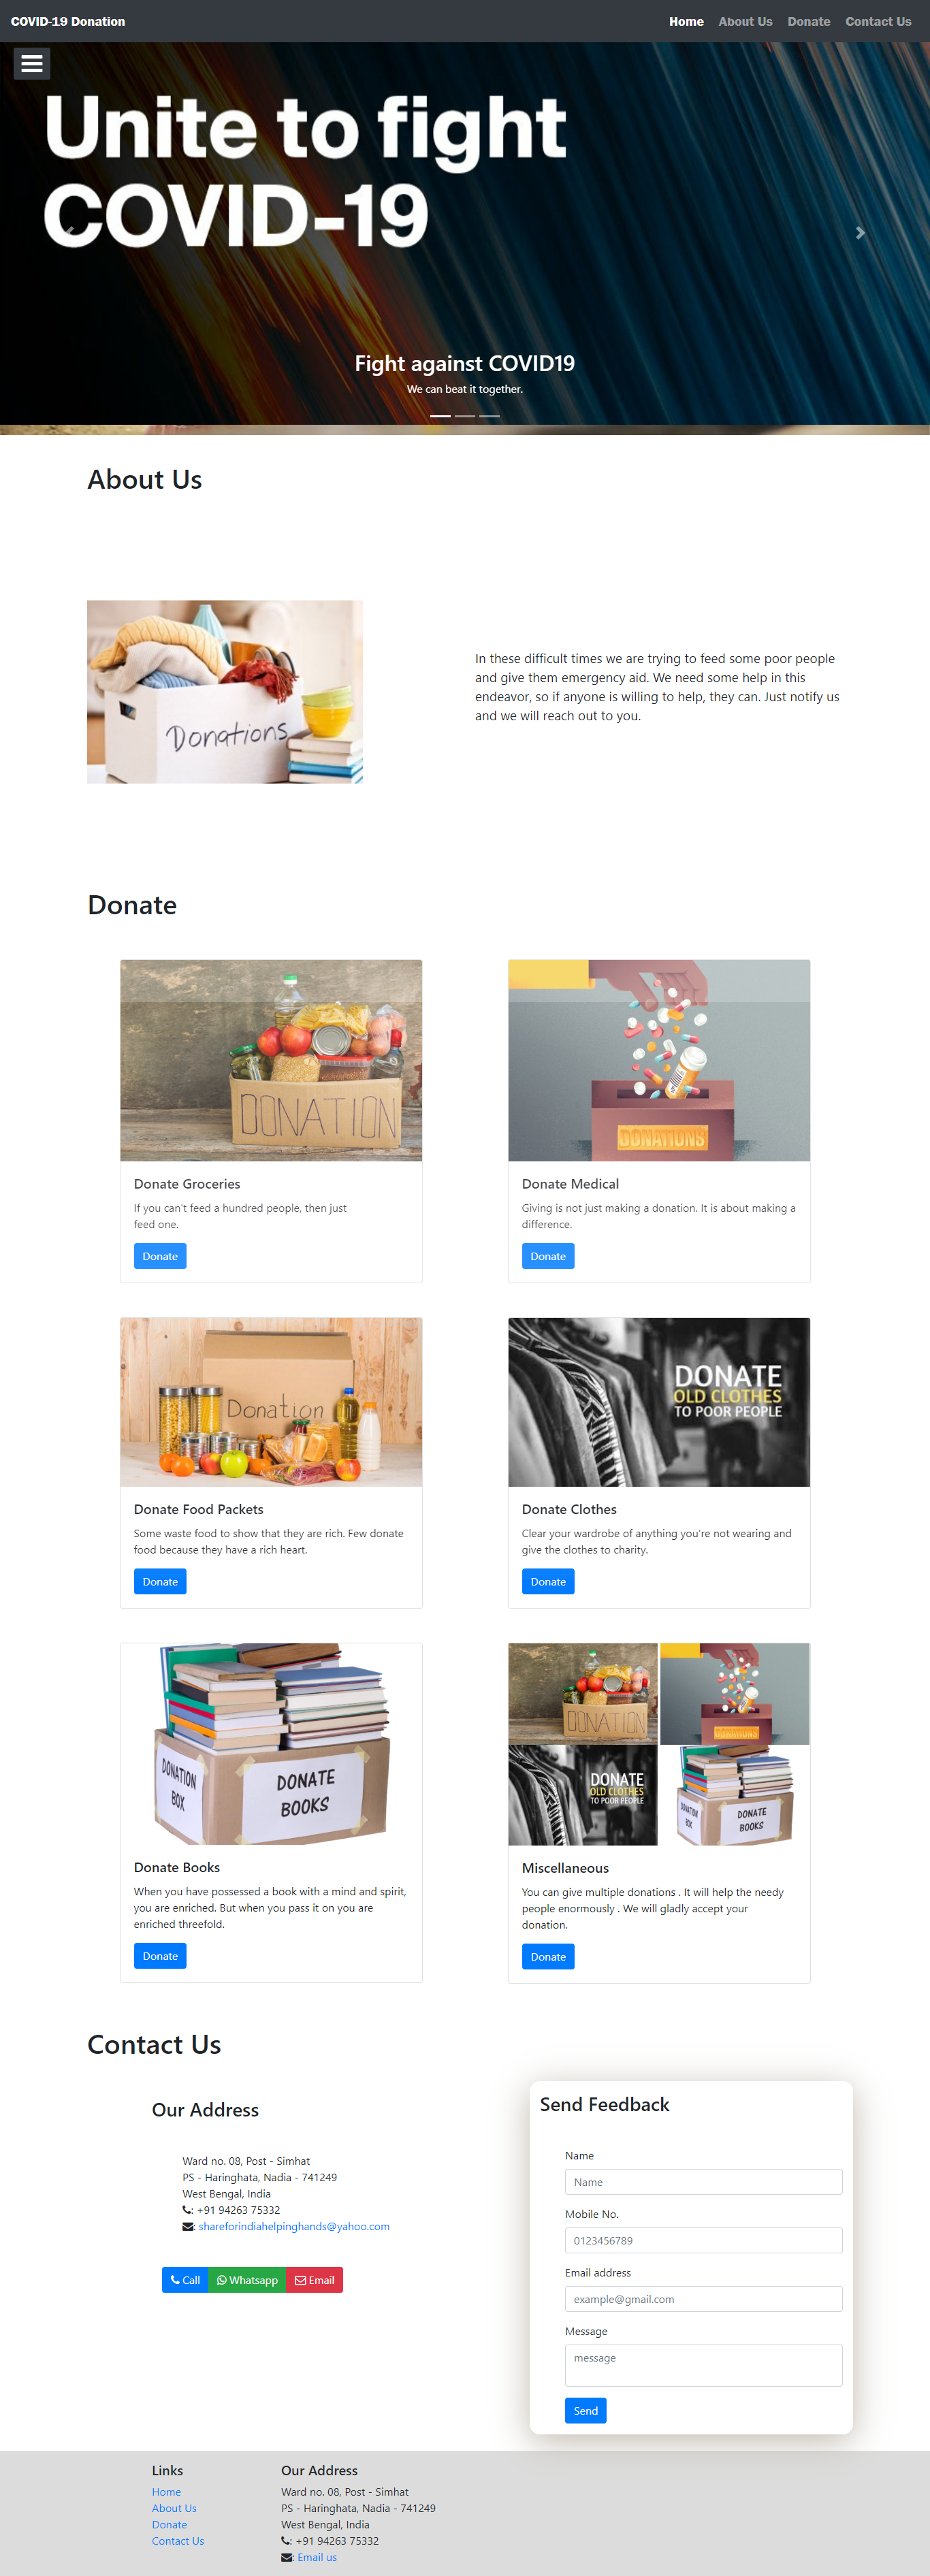 COVID-19 Donation
Home About Us Donate Contact Us
Unite to fight
COVID-19
Fight against COVID19
We can beat it together.
About Us
Donations
In these difficult times we are trying to feed some poor people
and give them emergency aid. We need some help in this
endeavor, so if anyone is willing to help, they can. Just notify us
and we will reach out to you.
Donate
DONATION
DONATIONS
Donate Groceries
If you can't feed a hundred people, then just
feed one.
Donate
Donate Medical
Giving is not just making a donation. It is about making a
difference.
Donate
Donation
DONATE
OLD CLOTHES
TO POOR PEOPLE
Donate Food Packets
Some waste food to show that they are rich. Few donate
food because they have a rich heart.
Donate
Donate Clothes
Clear your wardrobe of anything you're not wearing and
give the clothes to charity.
Donate
DONATION
BOX
DONATE
BOOKS
DONATION
DONATIONS
DONATE
OLD CLOTHES
TO POOR PEOPLE
DONATION
BOX
DONATE
BOOKS
Donate Books
When you have possessed a book with a mind and spirit,
you are enriched. But when you pass it on you are
enriched threefold.
Donate
Miscellaneous
You can give multiple donations . It will help the needy
people enormously . We will gladly accept your
donation.
Donate
Contact Us
Our Address
Ward no. 08, Post - Simhat
PS - Haringhata, Nadia - 741249
West Bengal, India
: +91 94263 75332
: shareforindiahelpinghands@yahoo.com
Call Whatsapp Email
Send Feedback
Name
Name
Mobile No.
0123456789
Email address
example@gmail.com
Message
message
Send
Links
Home
About Us
Donate
Contact Us
Our Address
Ward no. 08, Post - Simhat
PS - Haringhata, Nadia - 741249
West Bengal, India
: +91 94263 75332
: Email us